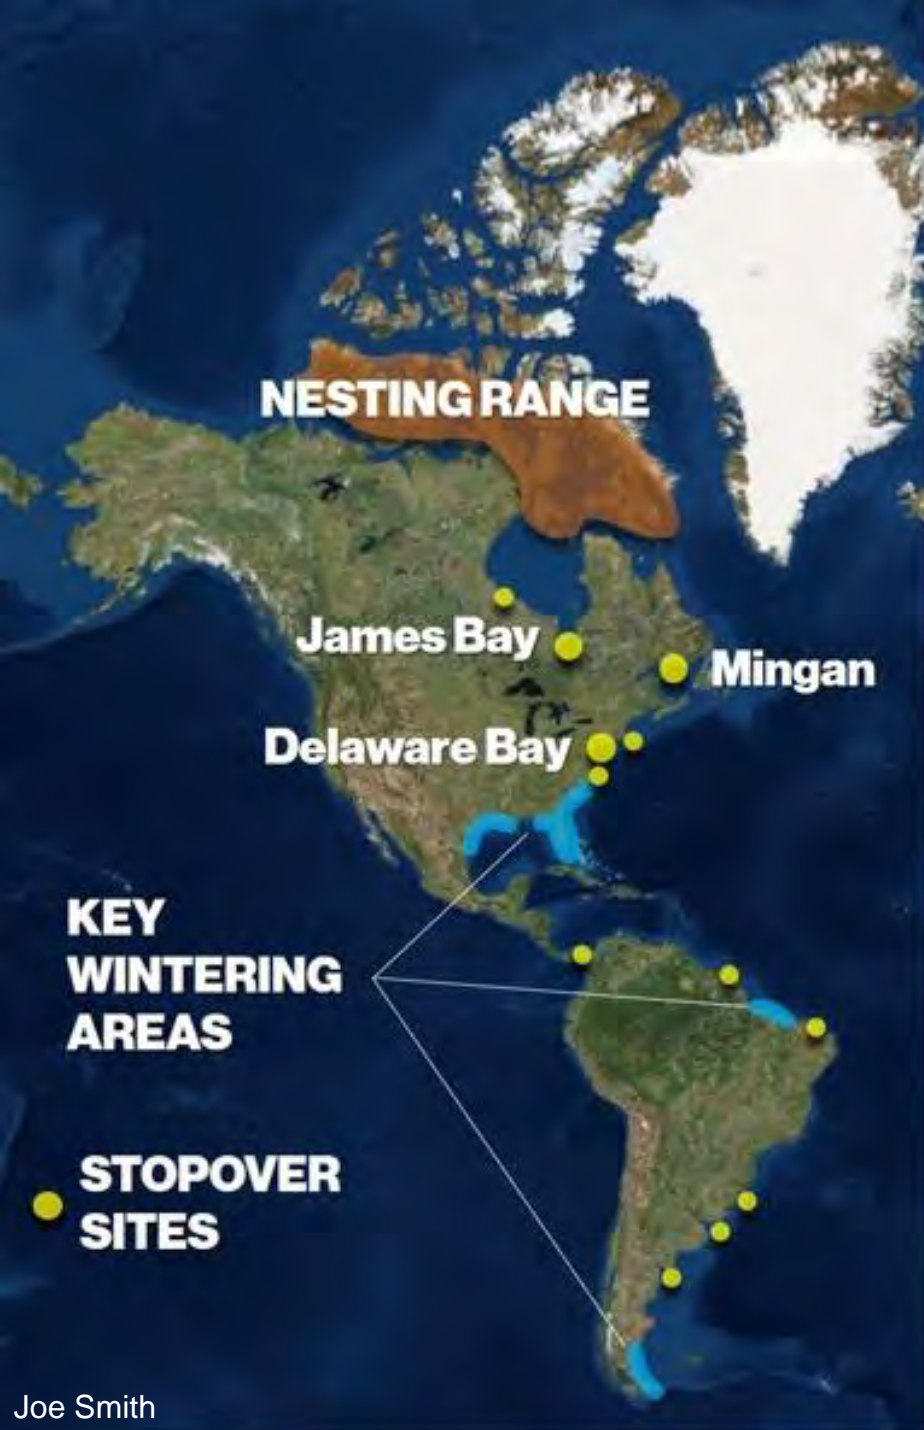 NESTING RANGE
James Bay
Mingan
Delaware Bay
KEY
WINTERING
AREAS
STOPOVER
SITES
Joe Smith